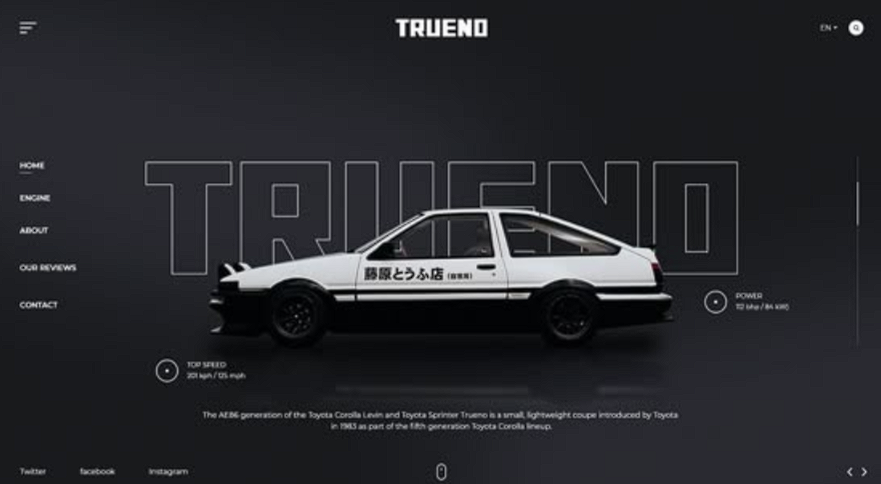 TRUENO
EN
TRUENO
HOME
ENGINE
ABOUT
OUR REVIEWS
CONTACT
藤原とうふ店 (自家用)
POWER
112 bhp / 84 kW)
TOP SPEED
201 kph / 125 mph
The AE86 generation of the Toyota Corolla Levin and Toyota Sprinter Trueno is a small, lightweight coupe introduced by Toyota
in 1983 as part of the fifth generation Toyota Corolla lineup.
Twitter
facebook
Instagram